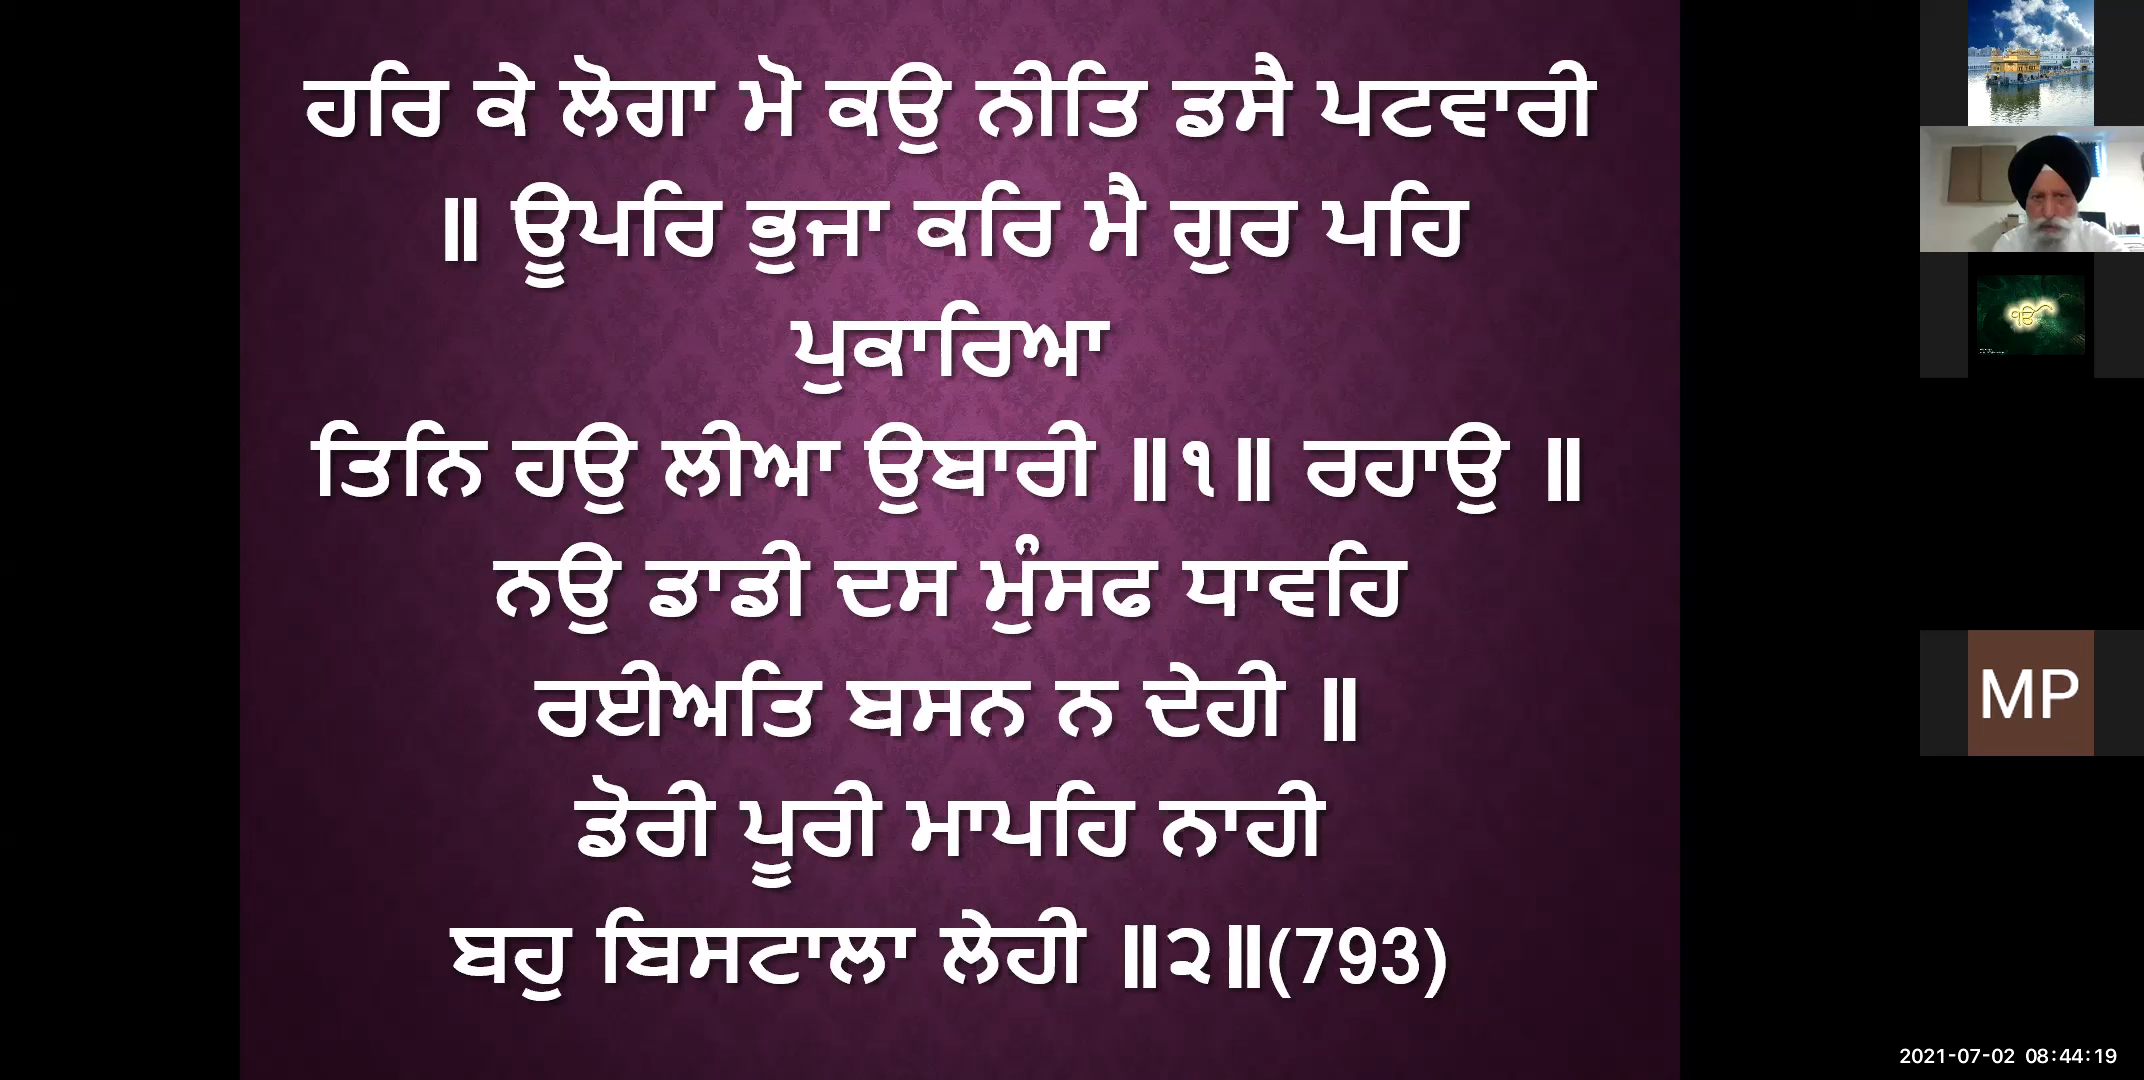 ਹਰਿ ਕੇ ਲੋਗਾ ਮੋ ਕਉ ਨੀਤਿ ਡਸੈ ਪਟਵਾਰੀ
॥ ਊਪਰਿ ਭੁਜਾ ਕਰਿ ਮੈ ਗੁਰ ਪਹਿ
ਪੁਕਾਰਿਆ
ਤਿਨਿ ਹਉ ਲੀਆ ਉਬਾਰੀ ॥੧॥ ਰਹਾਉ ॥
ਨਉ ਡਾਡੀ ਦਸ ਮੁੰਸਫ ਧਾਵਹਿ
ਰਈਅਤਿ ਬਸਨ ਨ ਦੇਹੀ ॥
ਡੋਰੀ ਪੂਰੀ ਮਾਪਹਿ ਨਾਹੀ
ਬਹੁ ਬਿਸਟਾਲਾ ਲੇਹੀ ॥੨॥(793)
ੴ
MP
2021-07-02 08:44:19